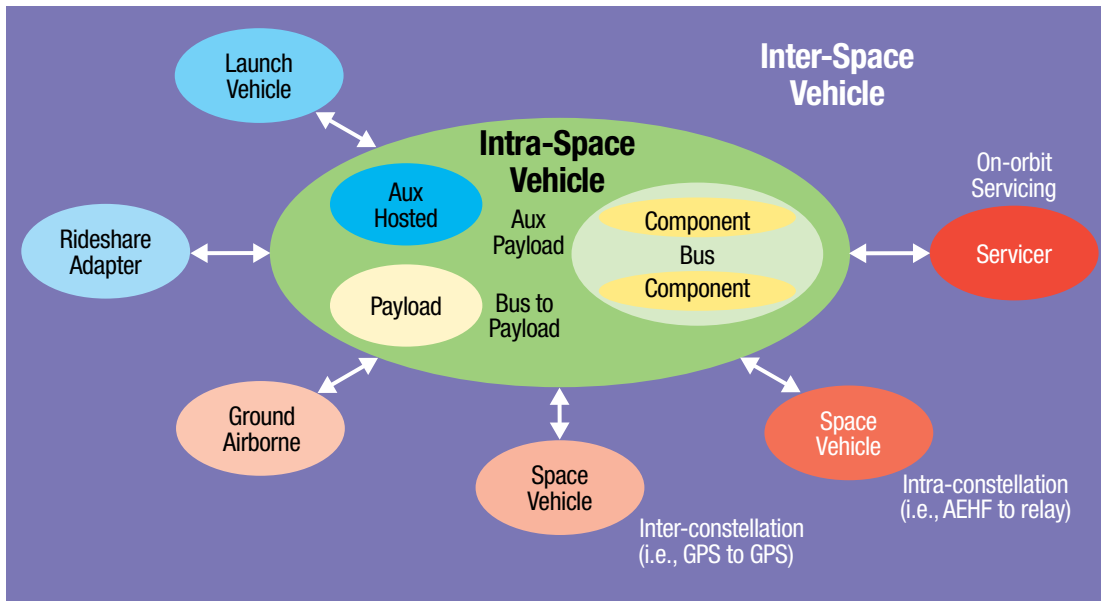 Launch
Vehicle
Inter-Space
Vehicle
Intra-Space
Vehicle
Aux
Hosted
Aux
Payload
Component
Bus
Component
On-orbit
Servicing
Servicer
Rideshare
Adapter
Payload
Bus to
Payload
Ground
Airborne
Space
Vehicle
Inter-constellation
(i.e., GPS to GPS)
Space
Vehicle
Intra-constellation
(i.e., AEHF to relay)